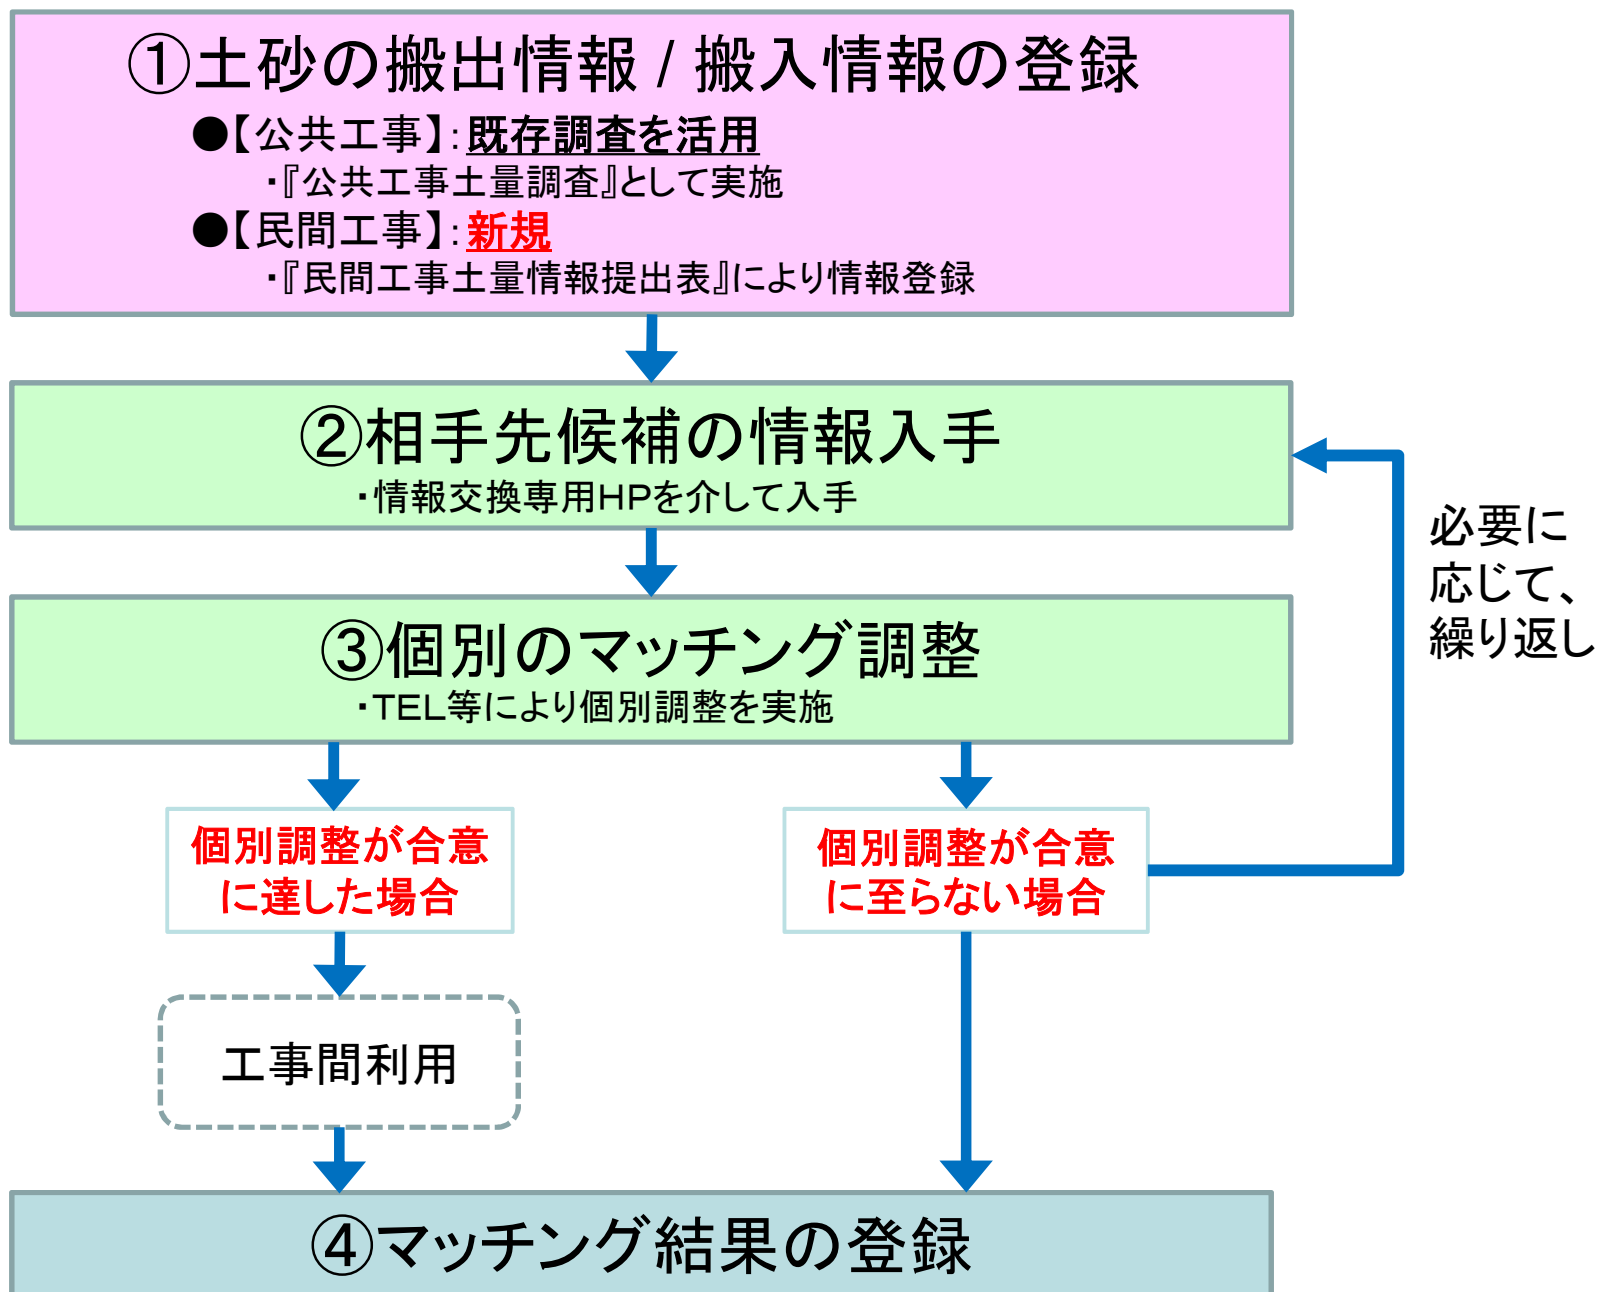 ①土砂の搬出情報 / 搬入情報の登録
●【公共工事】：既存調査を活用
・『公共工事土量調査』として実施
●【民間工事】：新規
・『民間工事土量情報提出表』により情報登録
②相手先候補の情報入手
・情報交換専用HPを介して入手
必要に
応じて、
繰り返し
③個別のマッチング調整
・TEL等により個別調整を実施
個別調整が合意
に達した場合
個別調整が合意
に至らない場合
工事間利用
④マッチング結果の登録